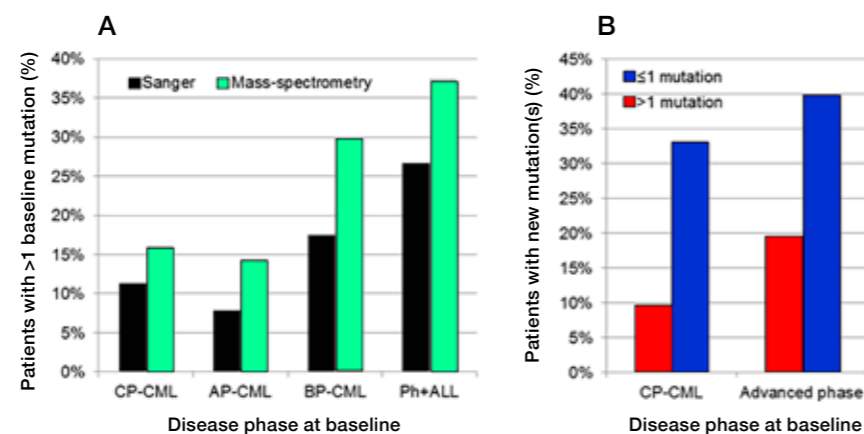 A
Patients with >1 baseline mutation (%)
40%
35%
30%
25%
20%
15%
10%
5%
0%
Sanger
Mass-spectrometry
CP-CML
AP-CML
BP-CML
Ph+ALL
Disease phase at baseline
B
Patients with new mutation(s) (%)
45%
40%
35%
30%
25%
20%
15%
10%
5%
0%
≤1 mutation
>1 mutation
CP-CML
Advanced phase
Disease phase at baseline